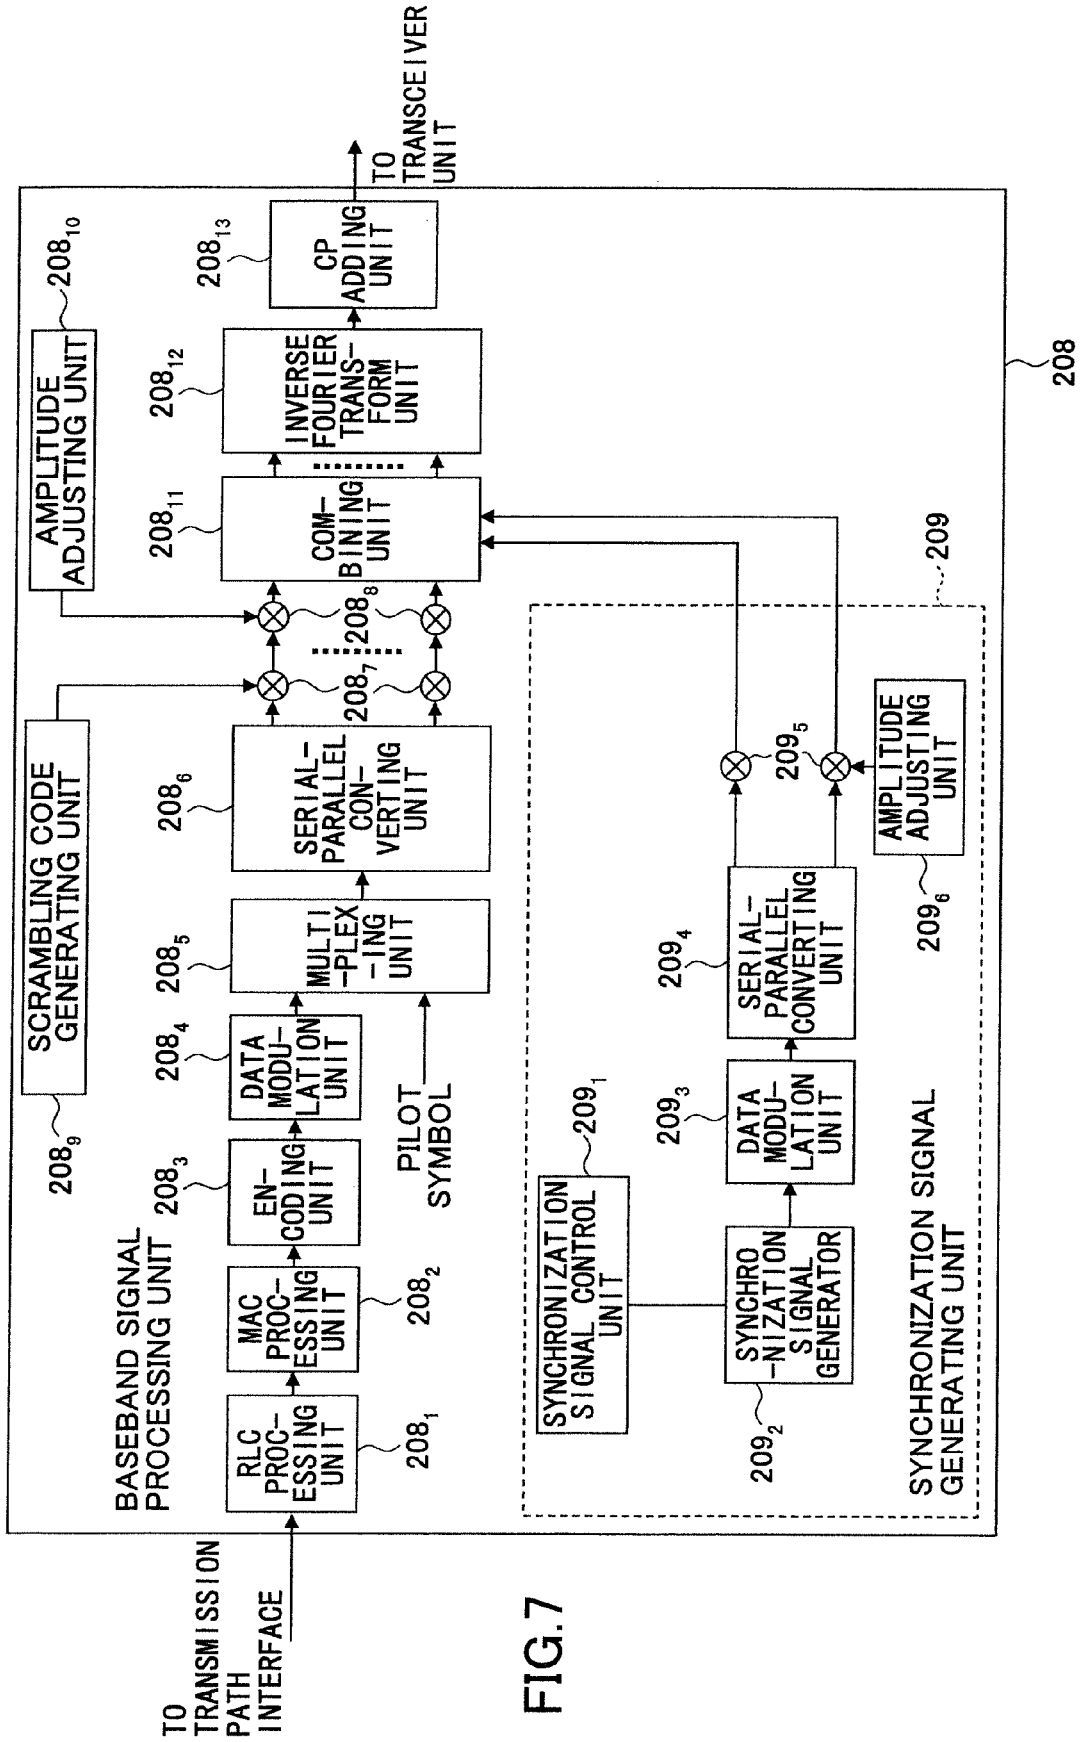 TO
TRANSMISSION
PATH
INTERFACE
BASEBAND SIGNAL
PROCESSING UNIT
RLC
PROC-
ESSING
UNIT
208₁
MAC
PROC-
ESSING
UNIT
208₂
EN-
CODING
UNIT
208₃
DATA
MODU-
LATION
UNIT
208₄
PILOT
SYMBOL
MULTI
-PLEX
-ING
UNIT
208₅
SERIAL-
PARALLEL
CON-
VERTING
UNIT
208₆
SCRAMBLING CODE
GENERATING UNIT
208₉
208₇
208₈
AMPLITUDE
ADJUSTING UNIT
208₁₀
COM-
BINING
UNIT
208₁₁
INVERSE
FOURIER
TRANS-
FORM
UNIT
208₁₂
CP
ADDING
UNIT
208₁₃
TO
TRANSCEIVER
UNIT
SYNCHRONIZATION
SIGNAL CONTROL
UNIT
209₁
SYNCHRO
-NIZATION
SIGNAL
GENERATOR
209₂
DATA
MODU-
LATION
UNIT
209₃
SERIAL-
PARALLEL
CONVERTING
UNIT
209₄
209₅
AMPLITUDE
ADJUSTING
UNIT
209₆
SYNCHRONIZATION SIGNAL
GENERATING UNIT
209
208
FIG.7